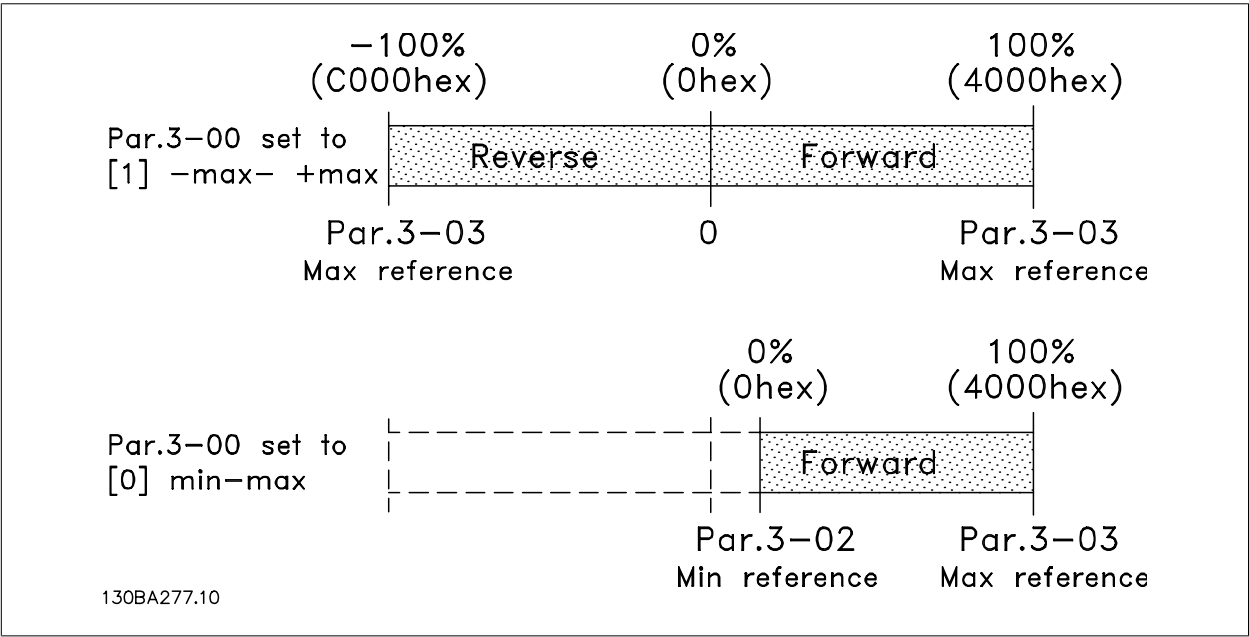 -100% 0% 100%
(C000hex) (0hex) (4000hex)
Par.3-00 set to
[1] -max- +max
Reverse Forward
Par.3-03 0 Par.3-03
Max reference Max reference
0% 100%
(0hex) (4000hex)
Par.3-00 set to
[0] min-max
Forward
Par.3-02 Par.3-03
Min reference Max reference
130BA277.10